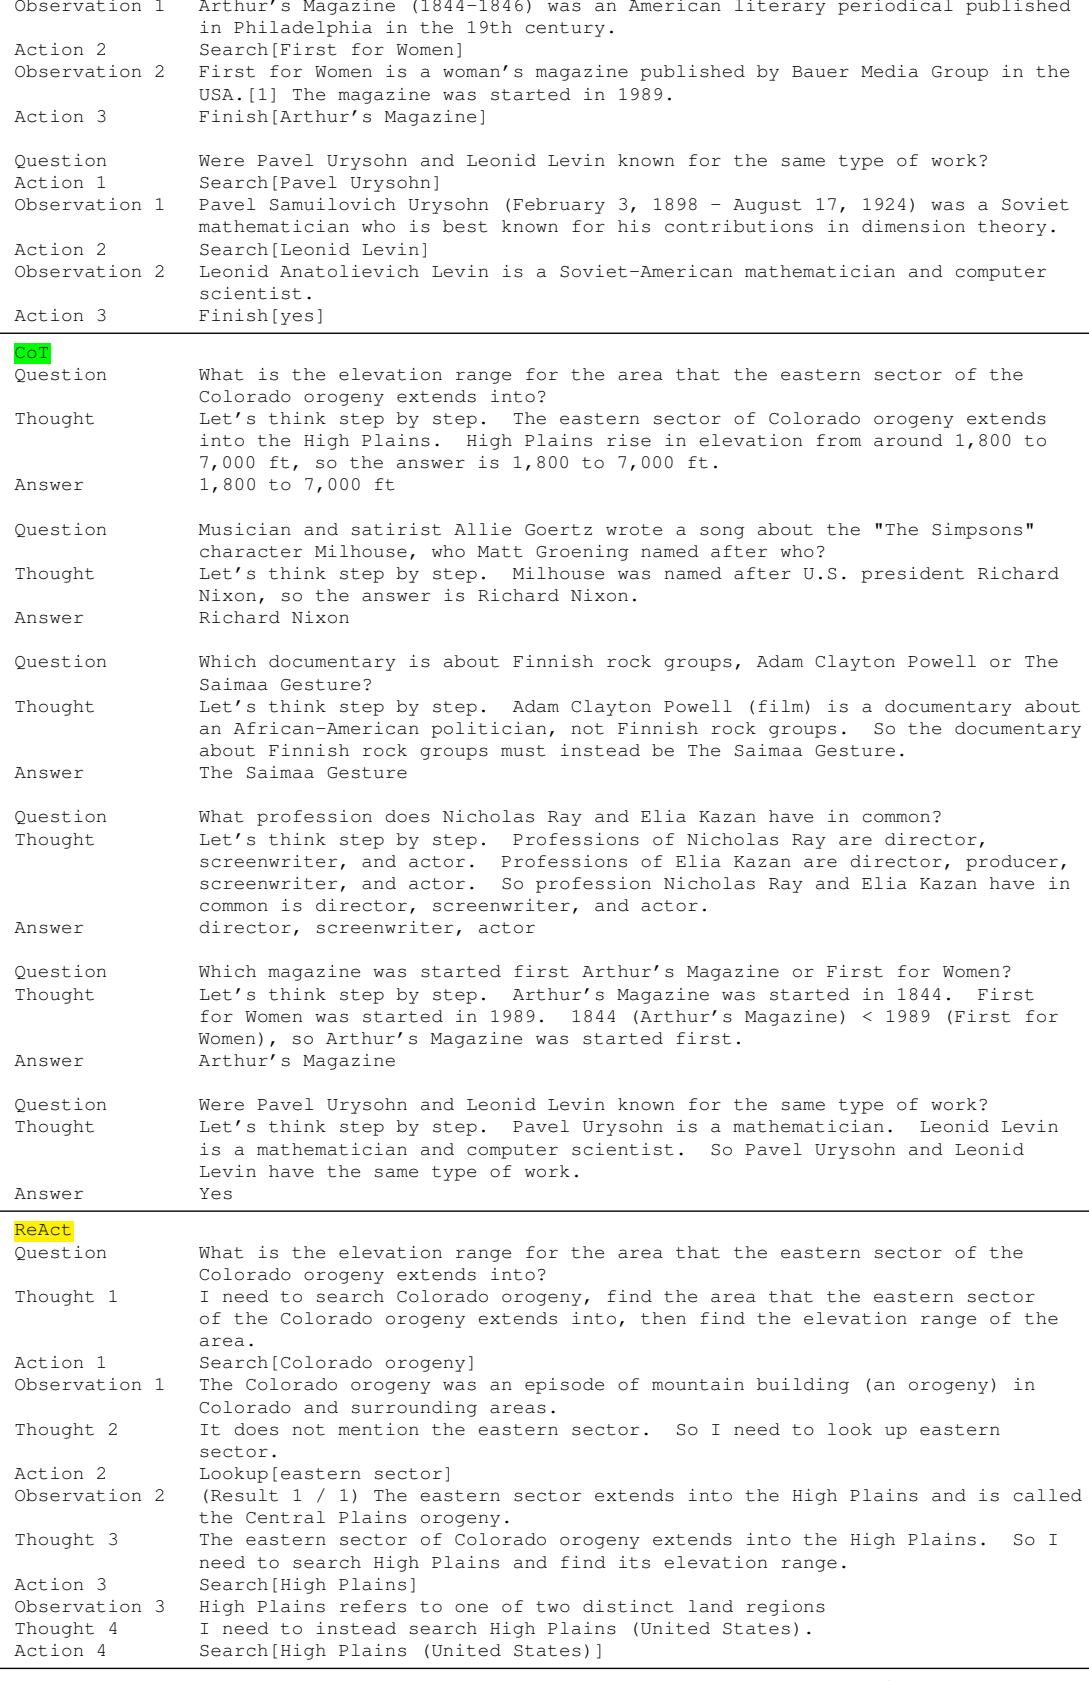 Observation 1 Arthur's Magazine (1844-1846) was an American literary periodical published
in Philadelphia in the 19th century.
Action 2 Search[First for Women]
Observation 2 First for Women is a woman's magazine published by Bauer Media Group in the
USA.[1] The magazine was started in 1989.
Action 3 Finish[Arthur's Magazine]
Question Were Pavel Urysohn and Leonid Levin known for the same type of work?
Action 1 Search[Pavel Urysohn]
Observation 1 Pavel Samuilovich Urysohn (February 3, 1898 – August 17, 1924) was a Soviet
mathematician who is best known for his contributions in dimension theory.
Action 2 Search[Leonid Levin]
Observation 2 Leonid Anatolievich Levin is a Soviet-American mathematician and computer
scientist.
Action 3 Finish[yes]
CoT
Question What is the elevation range for the area that the eastern sector of the
Colorado orogeny extends into?
Thought Let's think step by step. The eastern sector of Colorado orogeny extends
into the High Plains. High Plains rise in elevation from around 1,800 to
7,000 ft, so the answer is 1,800 to 7,000 ft.
Answer 1,800 to 7,000 ft
Question Musician and satirist Allie Goertz wrote a song about the "The Simpsons"
character Milhouse, who Matt Groening named after who?
Thought Let's think step by step. Milhouse was named after U.S. president Richard
Nixon, so the answer is Richard Nixon.
Answer Richard Nixon
Question Which documentary is about Finnish rock groups, Adam Clayton Powell or The
Saimaa Gesture?
Thought Let's think step by step. Adam Clayton Powell (film) is a documentary about
an African-American politician, not Finnish rock groups. So the documentary
about Finnish rock groups must instead be The Saimaa Gesture.
Answer The Saimaa Gesture
Question What profession does Nicholas Ray and Elia Kazan have in common?
Thought Let's think step by step. Professions of Nicholas Ray are director,
screenwriter, and actor. Professions of Elia Kazan are director, producer,
screenwriter, and actor. So profession Nicholas Ray and Elia Kazan have in
common is director, screenwriter, and actor.
Answer director, screenwriter, actor
Question Which magazine was started first Arthur's Magazine or First for Women?
Thought Let's think step by step. Arthur's Magazine was started in 1844. First
for Women was started in 1989. 1844 (Arthur's Magazine) < 1989 (First for
Women), so Arthur's Magazine was started first.
Answer Arthur's Magazine
Question Were Pavel Urysohn and Leonid Levin known for the same type of work?
Thought Let's think step by step. Pavel Urysohn is a mathematician. Leonid Levin
is a mathematician and computer scientist. So Pavel Urysohn and Leonid
Levin have the same type of work.
Answer Yes
ReAct
Question What is the elevation range for the area that the eastern sector of the
Colorado orogeny extends into?
Thought 1 I need to search Colorado orogeny, find the area that the eastern sector
of the Colorado orogeny extends into, then find the elevation range of the
area.
Action 1 Search[Colorado orogeny]
Observation 1 The Colorado orogeny was an episode of mountain building (an orogeny) in
Colorado and surrounding areas.
Thought 2 It does not mention the eastern sector. So I need to look up eastern
sector.
Action 2 Lookup[eastern sector]
Observation 2 (Result 1 / 1) The eastern sector extends into the High Plains and is called
the Central Plains orogeny.
Thought 3 The eastern sector of Colorado orogeny extends into the High Plains. So I
need to search High Plains and find its elevation range.
Action 3 Search[High Plains]
Observation 3 High Plains refers to one of two distinct land regions
Thought 4 I need to instead search High Plains (United States).
Action 4 Search[High Plains (United States)]